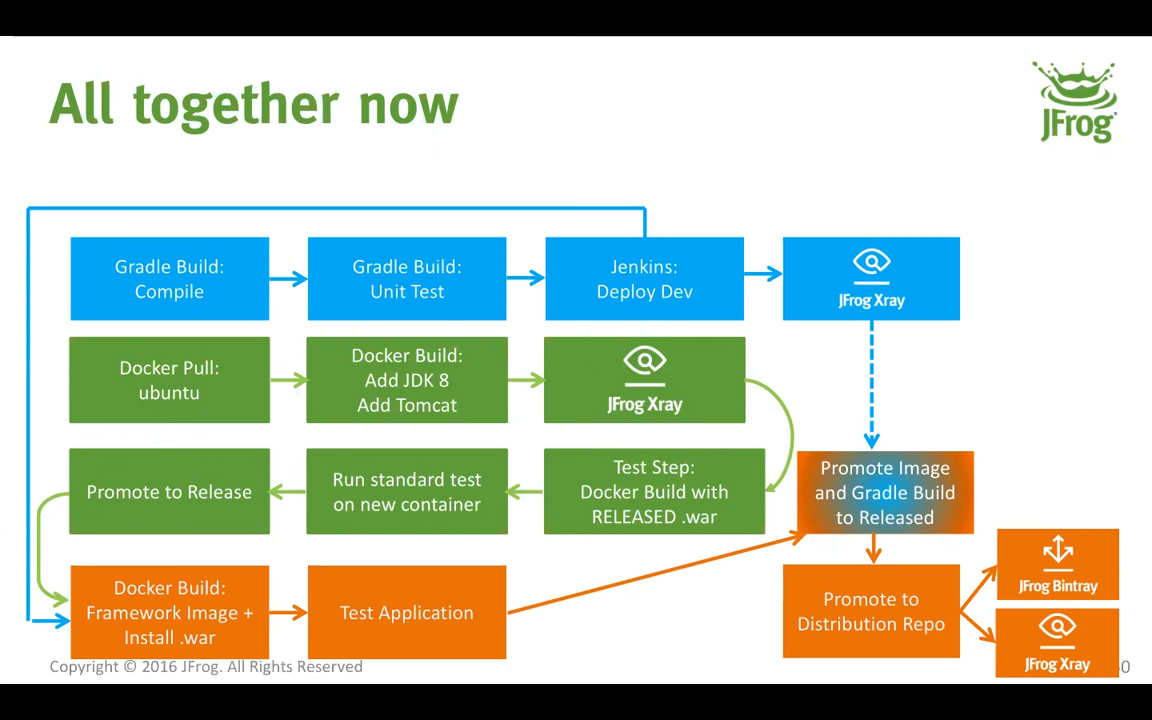 All together now
JFrog
Gradle Build:
Compile
Gradle Build:
Unit Test
Jenkins:
Deploy Dev
JFrog Xray
Docker Pull:
ubuntu
Docker Build:
Add JDK 8
Add Tomcat
JFrog Xray
Promote to Release
Run standard test
on new container
Test Step:
Docker Build with
RELEASED .war
Promote Image
and Gradle Build
to Released
Docker Build:
Framework Image +
Install .war
Test Application
Promote to
Distribution Repo
JFrog Bintray
JFrog Xray
Copyright © 2016 JFrog. All Rights Reserved